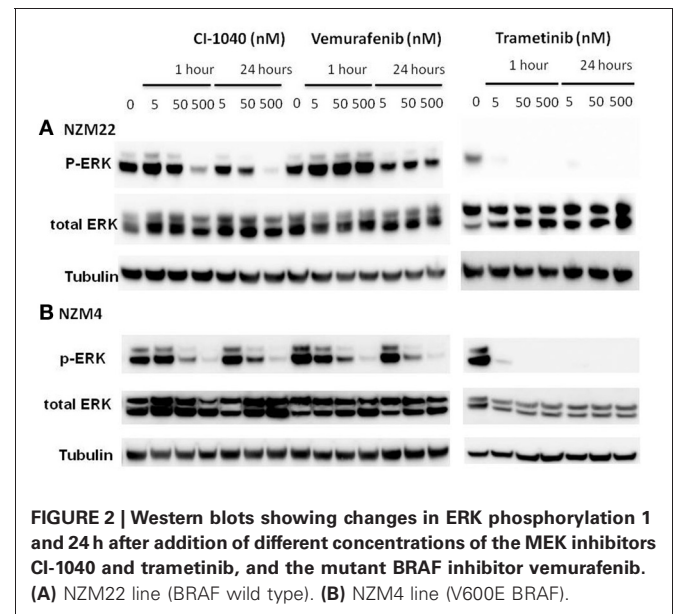 CI-1040 (nM) Vemurafenib (nM) Trametinib (nM)
1 hour 24 hours 1 hour 24 hours 1 hour 24 hours
0 5 50 500 5 50 500 0 5 50 500 5 50 500 0 5 50 500 5 50 500
A NZM22
P-ERK
total ERK
Tubulin
B NZM4
p-ERK
total ERK
Tubulin
FIGURE 2 | Western blots showing changes in ERK phosphorylation 1
and 24 h after addition of different concentrations of the MEK inhibitors
CI-1040 and trametinib, and the mutant BRAF inhibitor vemurafenib.
(A) NZM22 line (BRAF wild type). (B) NZM4 line (V600E BRAF).